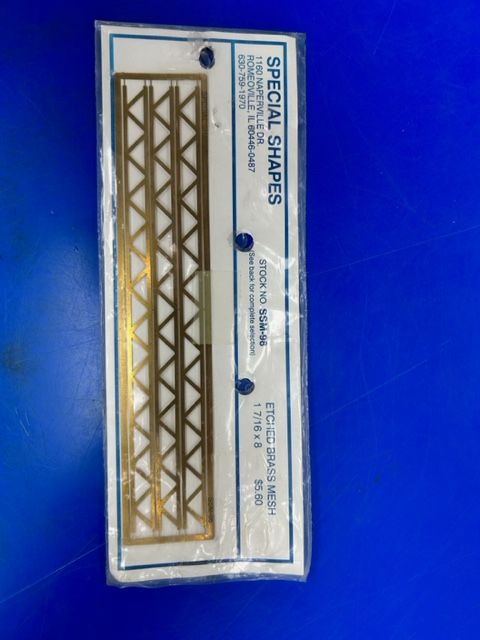 SPECIAL SHAPES
1160 NAPERVILLE DR.
ROMEOVILLE, IL 60446-0487
630-759-1970
STOCK NO. SSM-96
(See back for complete selection)
ETCHED BRASS MESH
1 7/16 x 8 $5.60